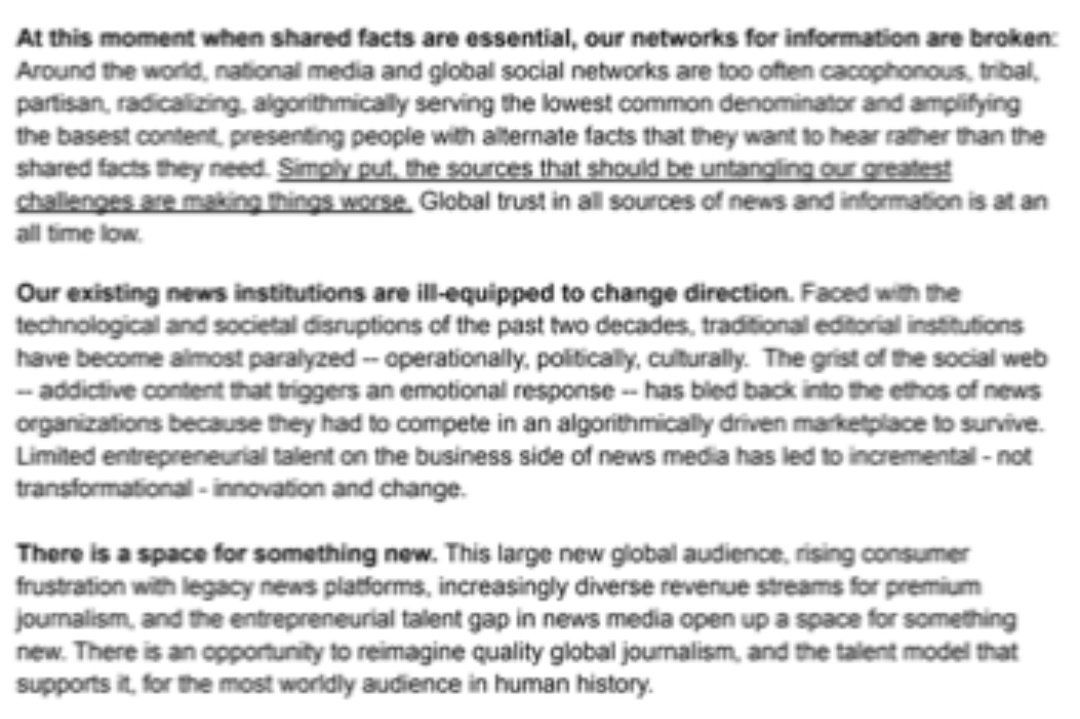 At this moment when shared facts are essential, our networks for information are broken:
Around the world, national media and global social networks are too often cacophonous, tribal,
partisan, radicalizing, algorithmically serving the lowest common denominator and amplifying
the basest content, presenting people with alternate facts that they want to hear rather than the
shared facts they need. Simply put, the sources that should be untangling our greatest
challenges are making things worse. Global trust in all sources of news and information is at an
all time low.
Our existing news institutions are ill-equipped to change direction. Faced with the
technological and societal disruptions of the past two decades, traditional editorial institutions
have become almost paralyzed -- operationally, politically, culturally.  The grist of the social web
-- addictive content that triggers an emotional response -- has bled back into the ethos of news
organizations because they had to compete in an algorithmically driven marketplace to survive.
Limited entrepreneurial talent on the business side of news media has led to incremental - not
transformational - innovation and change.
There is a space for something new. This large new global audience, rising consumer
frustration with legacy news platforms, increasingly diverse revenue streams for premium
journalism, and the entrepreneurial talent gap in news media open up a space for something
new. There is an opportunity to reimagine quality global journalism, and the talent model that
supports it, for the most worldly audience in human history.